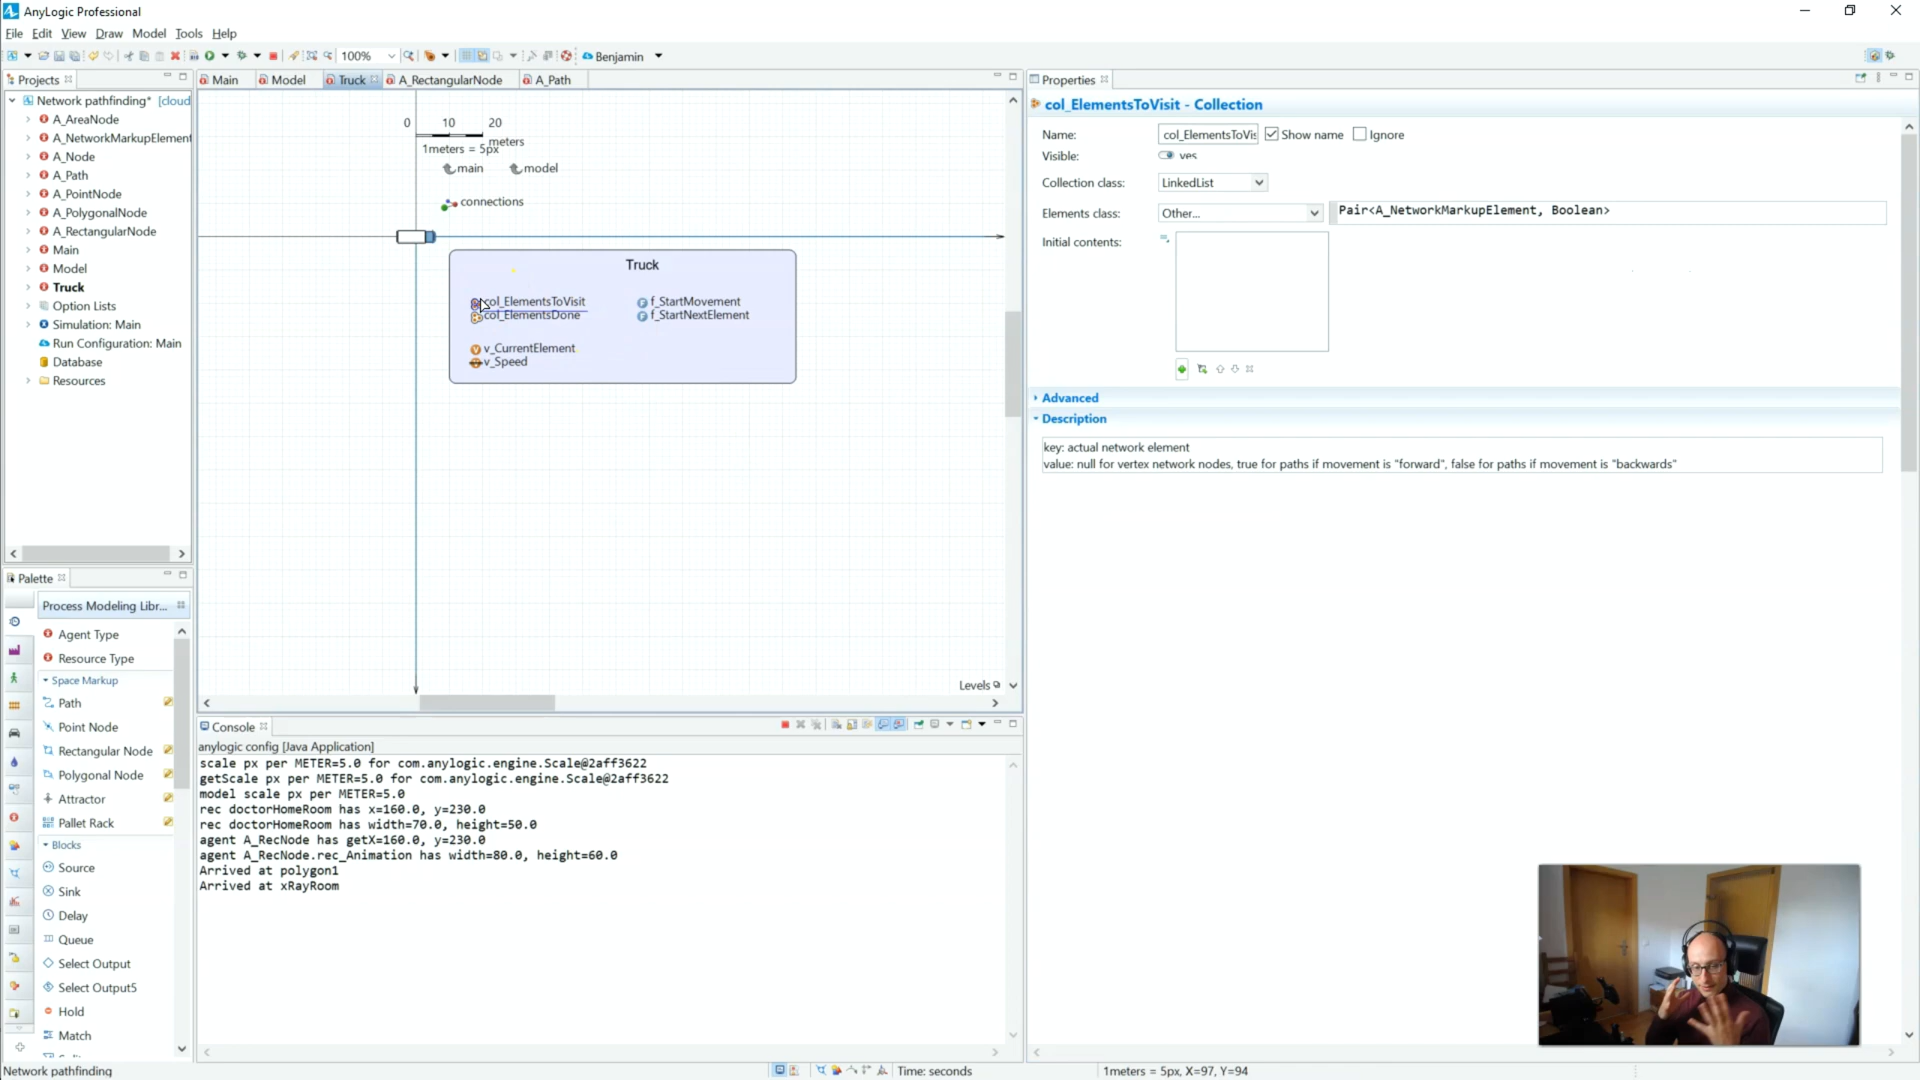 AnyLogic Professional
File Edit View Draw Model Tools Help
100% Benjamin
Projects
Network pathfinding* [cloud
A_AreaNode
A_NetworkMarkupElement
A_Node
A_Path
A_PointNode
A_PolygonalNode
A_RectangularNode
Main
Model
Truck
Option Lists
Simulation: Main
Run Configuration: Main
Database
Resources
Palette
Process Modeling Libr...
Agent Type
Resource Type
Space Markup
Path
Point Node
Rectangular Node
Polygonal Node
Attractor
Pallet Rack
Blocks
Source
Sink
Delay
Queue
Select Output
Select Output5
Hold
Match
Main Model Truck A_RectangularNode A_Path
0 10 20
meters
1meters = 5px
main model
connections
Truck
col_ElementsToVisit f_StartMovement
col_ElementsDone f_StartNextElement
v_CurrentElement
v_Speed
Levels
Console
anylogic config [Java Application]
scale px per METER=5.0 for com.anylogic.engine.Scale@2aff3622
getScale px per METER=5.0 for com.anylogic.engine.Scale@2aff3622
model scale px per METER=5.0
rec doctorHomeRoom has x=160.0, y=230.0
rec doctorHomeRoom has width=70.0, height=50.0
agent A_RecNode has getX=160.0, y=230.0
agent A_RecNode.rec_Animation has width=80.0, height=60.0
Arrived at polygon1
Arrived at xRayRoom
Properties
col_ElementsToVisit - Collection
Name: col_ElementsToVis Show name Ignore
Visible: yes
Collection class: LinkedList
Elements class: Other... Pair<A_NetworkMarkupElement, Boolean>
Initial contents:
Advanced
Description
key: actual network element
value: null for vertex network nodes, true for paths if movement is "forward", false for paths if movement is "backwards"
Network pathfinding Time: seconds 1meters = 5px, X=97, Y=94